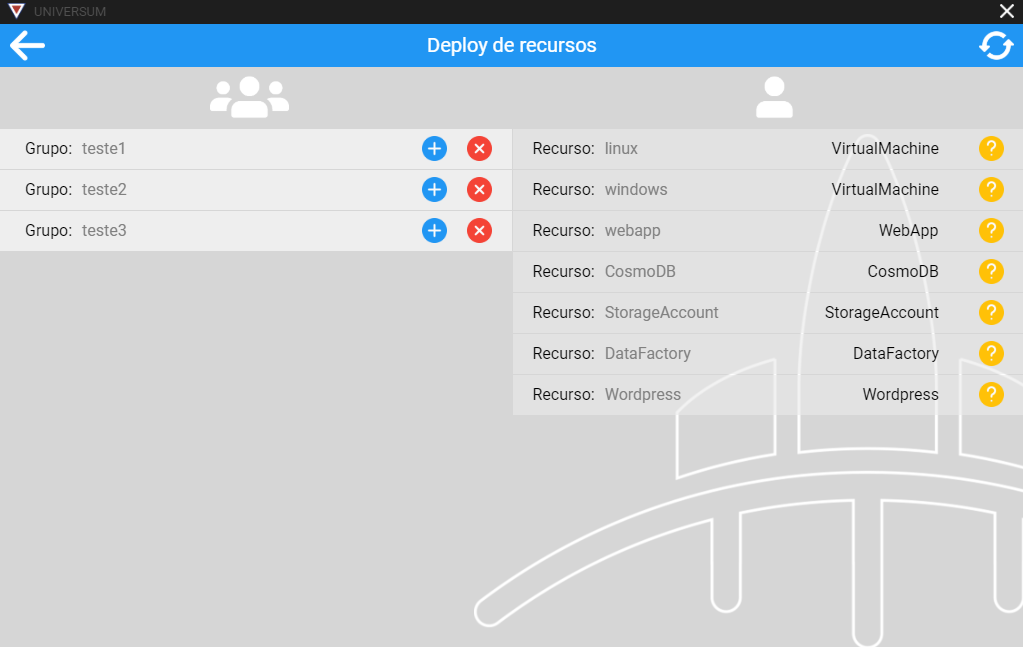 UNIVERSUM
Deploy de recursos
Grupo: teste1
Grupo: teste2
Grupo: teste3
Recurso: linux VirtualMachine ?
Recurso: windows VirtualMachine ?
Recurso: webapp WebApp ?
Recurso: CosmoDB CosmoDB ?
Recurso: StorageAccount StorageAccount ?
Recurso: DataFactory DataFactory ?
Recurso: Wordpress Wordpress ?